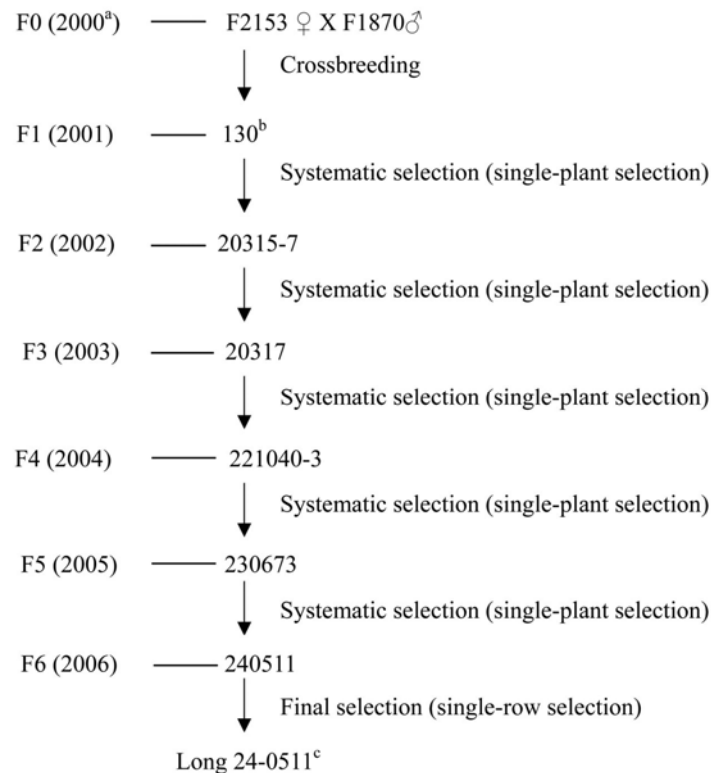 F0 (2000ᵃ) F2153 ♀ X F1870♂
Crossbreeding
F1 (2001) 130ᵇ
Systematic selection (single-plant selection)
F2 (2002) 20315-7
Systematic selection (single-plant selection)
F3 (2003) 20317
Systematic selection (single-plant selection)
F4 (2004) 221040-3
Systematic selection (single-plant selection)
F5 (2005) 230673
Systematic selection (single-plant selection)
F6 (2006) 240511
Final selection (single-row selection)
Long 24-0511ᶜ